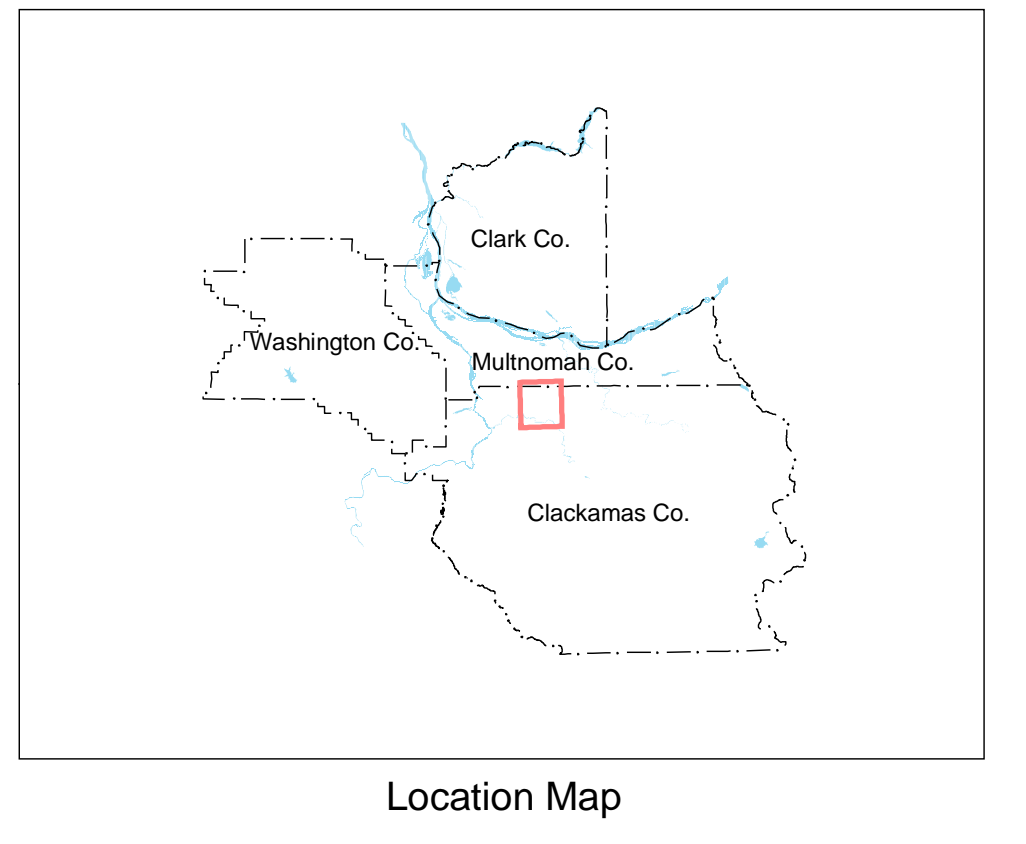 Clark Co.
Washington Co.
Multnomah Co.
Clackamas Co.
Location Map